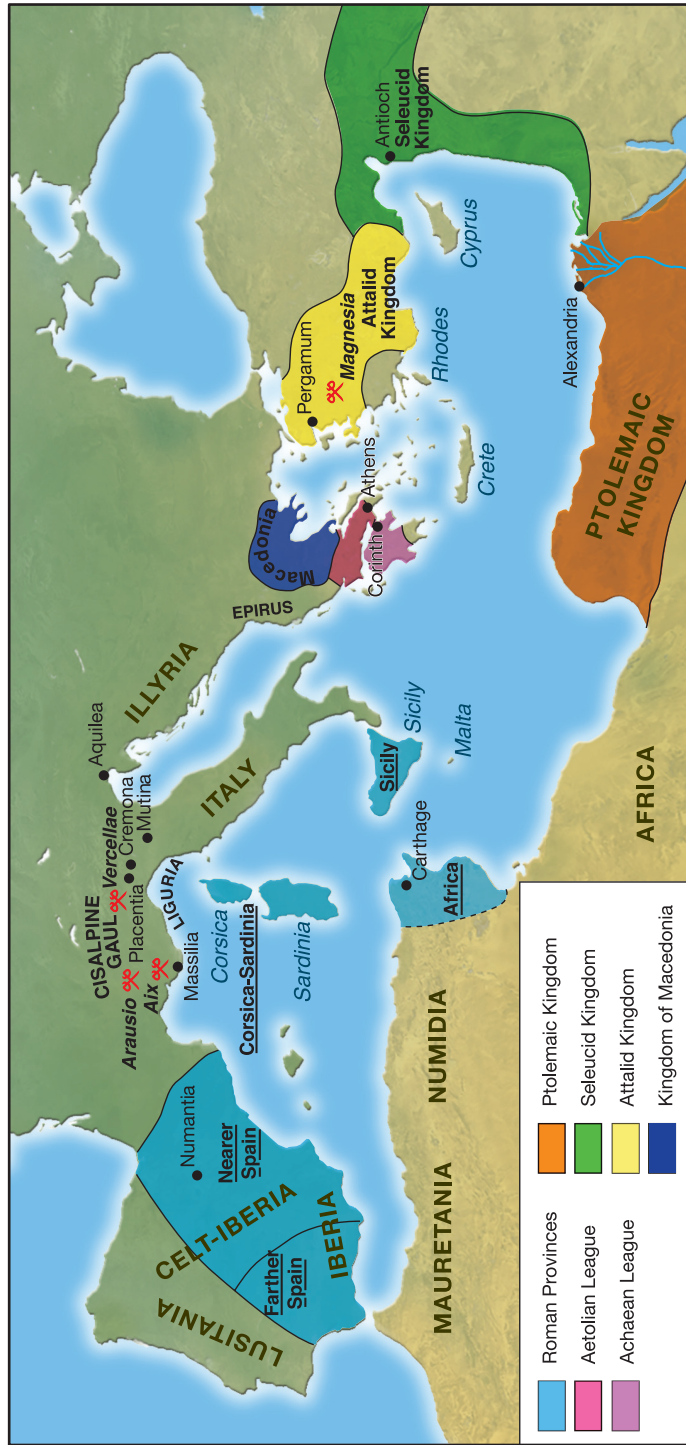 LUSITANIA
CELT-IBERIA
IBERIA
Farther
Spain
Nearer
Spain
Numantia
CISALPINE
GAUL
Arausio
Aix
Vercellae
Placentia
Cremona
Mutina
Aquilea
Massilia
LIGURIA
ITALY
ILLYRIA
EPIRUS
Macedonia
Corsica
Corsica-Sardinia
Sardinia
Sicily
Sicily
Malta
Athens
Corinth
Crete
Rhodes
Cyprus
Pergamum
Magnesia
Attalid
Kingdom
Antioch
Seleucid
Kingdom
Alexandria
PTOLEMAIC
KINGDOM
Carthage
Africa
AFRICA
NUMIDIA
MAURETANIA
Roman Provinces
Aetolian League
Achaean League
Ptolemaic Kingdom
Seleucid Kingdom
Attalid Kingdom
Kingdom of Macedonia